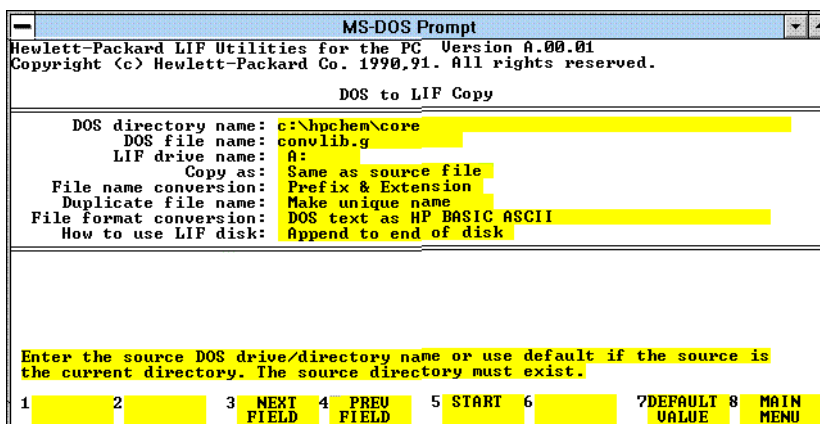 MS-DOS Prompt
Hewlett-Packard LIF Utilities for the PC Version A.00.01
Copyright (c) Hewlett-Packard Co. 1990,91. All rights reserved.
DOS to LIF Copy
DOS directory name: c:\hpchem\core
DOS file name: convlib.g
LIF drive name: A:
Copy as: Same as source file
File name conversion: Prefix & Extension
Duplicate file name: Make unique name
File format conversion: DOS text as HP BASIC ASCII
How to use LIF disk: Append to end of disk
Enter the source DOS drive/directory name or use default if the source is
the current directory. The source directory must exist.
1 2 3 NEXT 4 PREV 5 START 6 7DEFAULT 8 MAIN
FIELD FIELD VALUE MENU